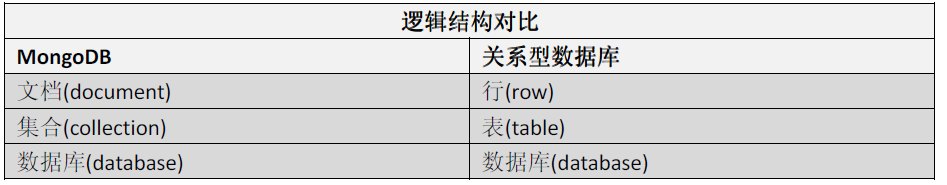 逻辑结构对比
MongoDB 关系型数据库
文档(document) 行(row)
集合(collection) 表(table)
数据库(database) 数据库(database)